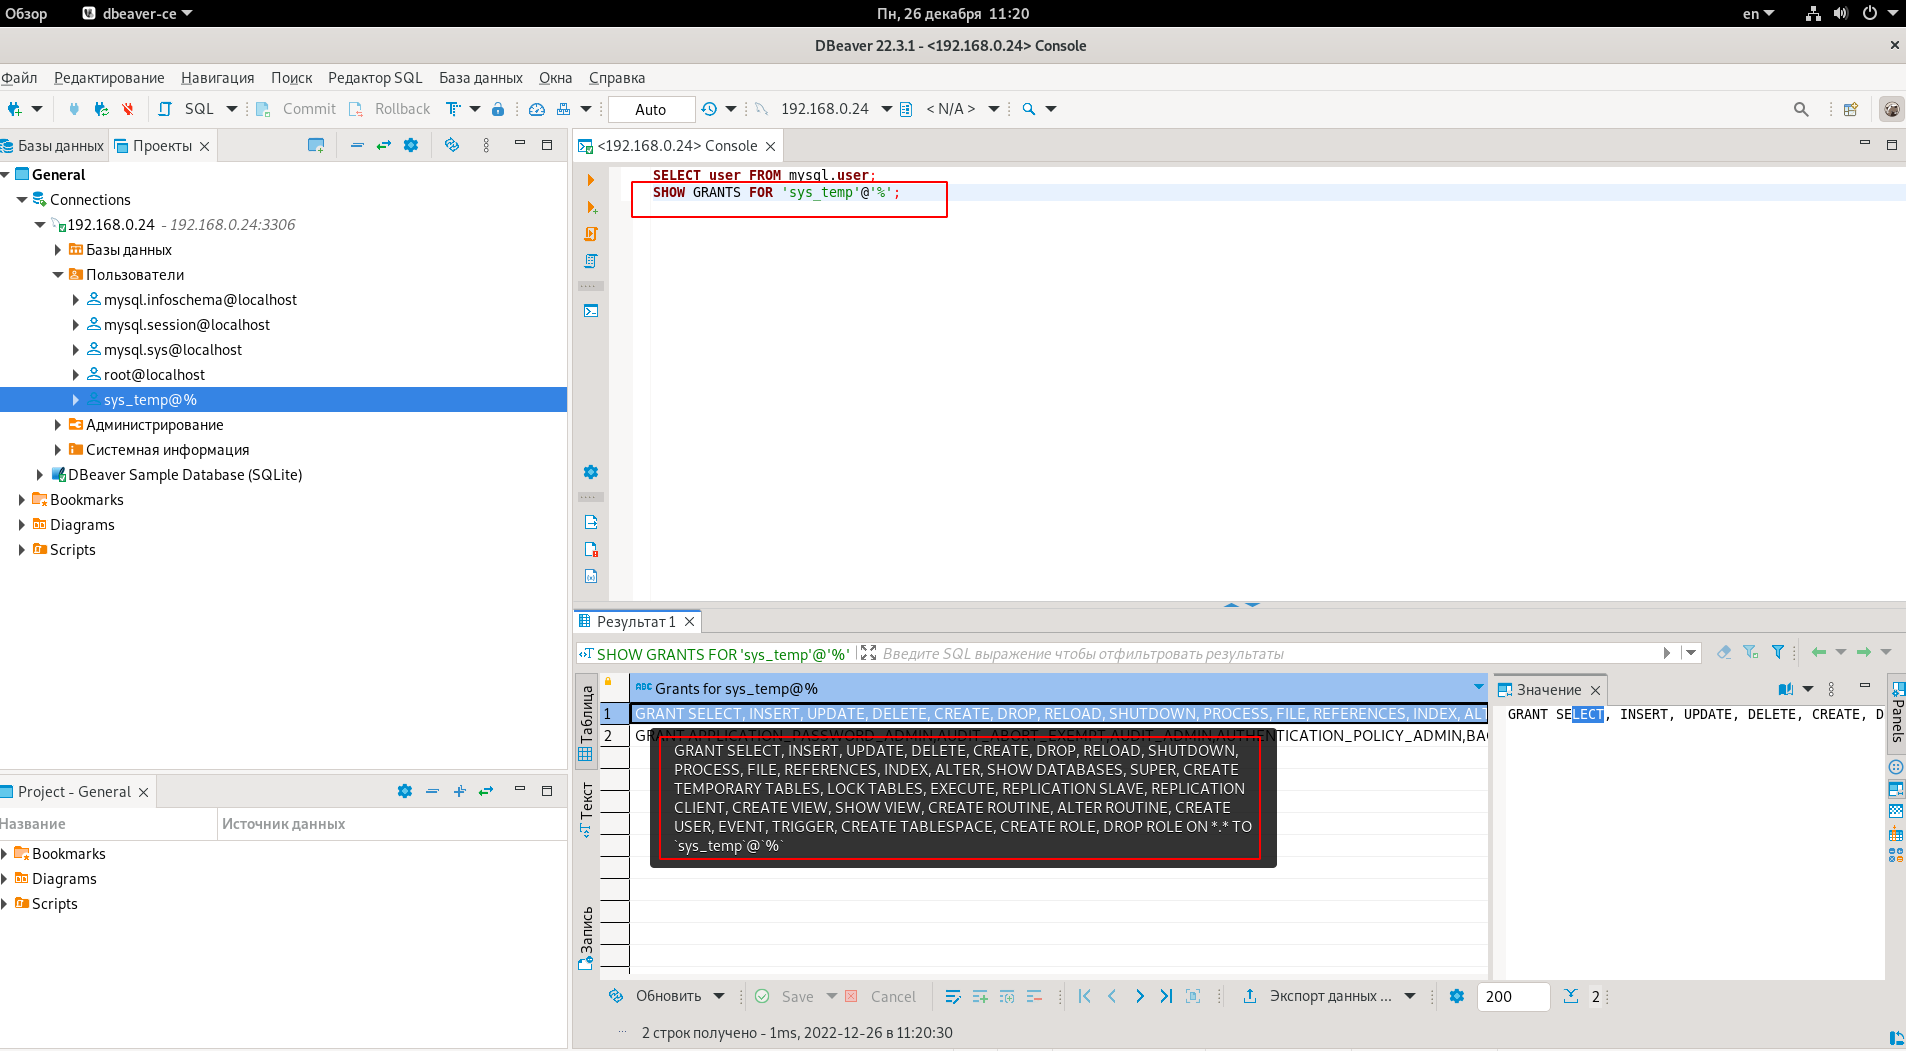 Обзор
dbeaver-ce
Пн, 26 декабря 11:20
en
DBeaver 22.3.1 - <192.168.0.24> Console
Файл Редактирование Навигация Поиск Редактор SQL База данных Окна Справка
SQL
Commit
Rollback
Auto
192.168.0.24
< N/A >
Базы данных
Проекты
General
Connections
192.168.0.24 - 192.168.0.24:3306
Базы данных
Пользователи
mysql.infoschema@localhost
mysql.session@localhost
mysql.sys@localhost
root@localhost
sys_temp@%
Администрирование
Системная информация
DBeaver Sample Database (SQLite)
Bookmarks
Diagrams
Scripts
Project - General
Название
Источник данных
Bookmarks
Diagrams
Scripts
<192.168.0.24> Console
SELECT user FROM mysql.user;
SHOW GRANTS FOR 'sys_temp'@'%';
Результат 1
SHOW GRANTS FOR 'sys_temp'@'%'
Введите SQL выражение чтобы отфильтровать результаты
Таблица
Текст
Запись
ABC Grants for sys_temp@%
1 GRANT SELECT, INSERT, UPDATE, DELETE, CREATE, DROP, RELOAD, SHUTDOWN, PROCESS, FILE, REFERENCES, INDEX, ALT
2 GRANT APPLICATION_PASSWORD_ADMIN,AUDIT_ABORT_EXEMPT,AUDIT_ADMIN,AUTHENTICATION_POLICY_ADMIN,BAC
GRANT SELECT, INSERT, UPDATE, DELETE, CREATE, DROP, RELOAD, SHUTDOWN,
PROCESS, FILE, REFERENCES, INDEX, ALTER, SHOW DATABASES, SUPER, CREATE
TEMPORARY TABLES, LOCK TABLES, EXECUTE, REPLICATION SLAVE, REPLICATION
CLIENT, CREATE VIEW, SHOW VIEW, CREATE ROUTINE, ALTER ROUTINE, CREATE
USER, EVENT, TRIGGER, CREATE TABLESPACE, CREATE ROLE, DROP ROLE ON *.* TO
`sys_temp`@`%`
Значение
GRANT SELECT, INSERT, UPDATE, DELETE, CREATE, D
Panels
Обновить
Save
Cancel
Экспорт данных ...
200
2
2 строк получено - 1ms, 2022-12-26 в 11:20:30